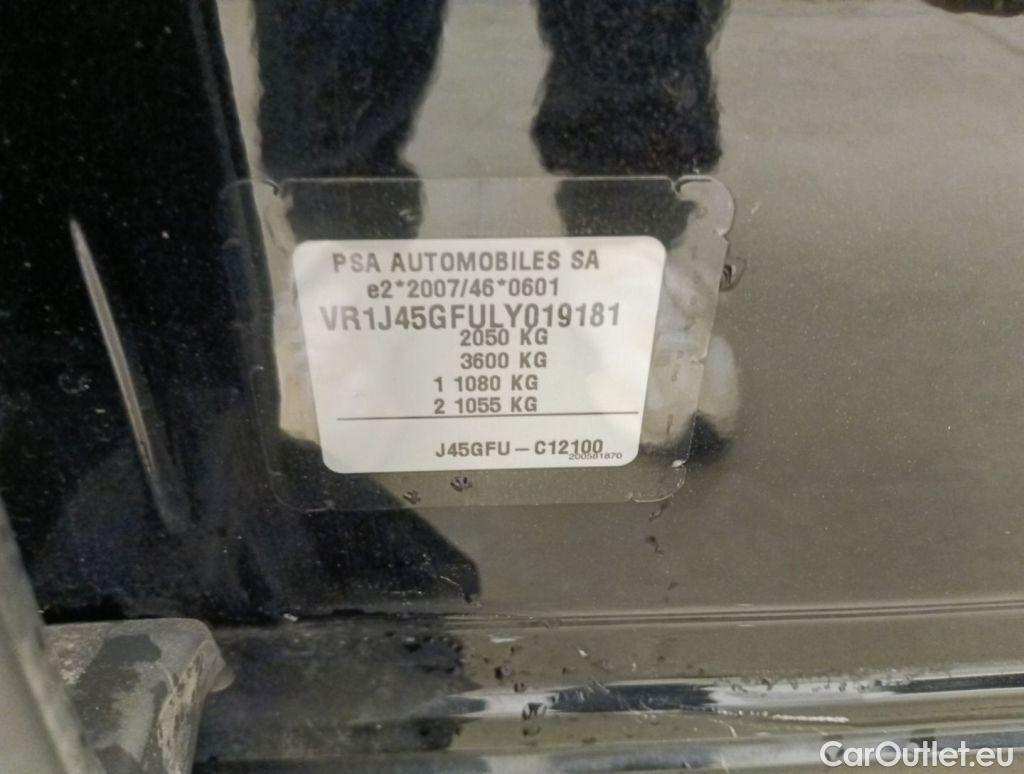 PSA AUTOMOBILES SA
e2*2007/46*0601
VR1J45GFULY019181
2050 KG
3600 KG
1 1080 KG
2 1055 KG
J45GFU – C12100
200581870
CarOutlet.eu